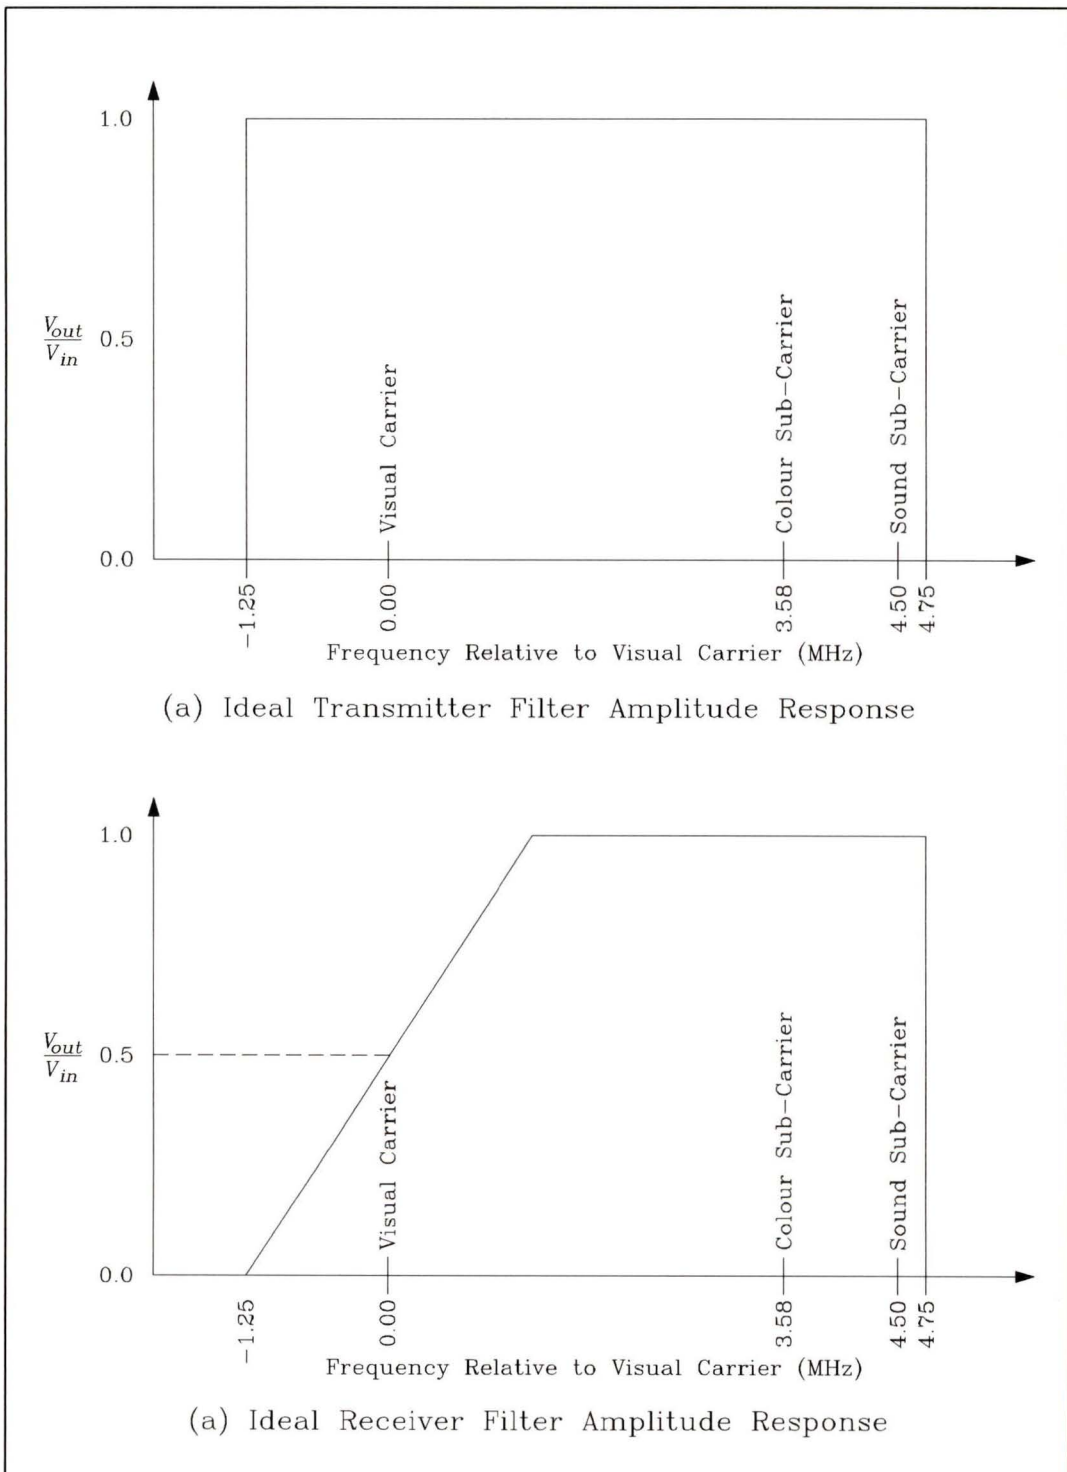 1.0
Vout
Vin
0.5
0.0
Visual Carrier
Colour Sub-Carrier
Sound Sub-Carrier
-1.25
0.00
3.58
4.50
4.75
Frequency Relative to Visual Carrier (MHz)
(a) Ideal Transmitter Filter Amplitude Response
1.0
Vout
Vin
0.5
0.0
Visual Carrier
Colour Sub-Carrier
Sound Sub-Carrier
-1.25
0.00
3.58
4.50
4.75
Frequency Relative to Visual Carrier (MHz)
(a) Ideal Receiver Filter Amplitude Response